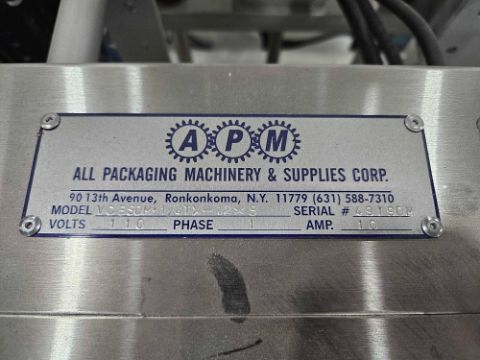 APM
ALL PACKAGING MACHINERY & SUPPLIES CORP.
90 13th Avenue, Ronkonkoma, N.Y. 11779 (631) 588-7310
MODEL SERIAL #
VOLTS 110 PHASE 1 AMP. 10